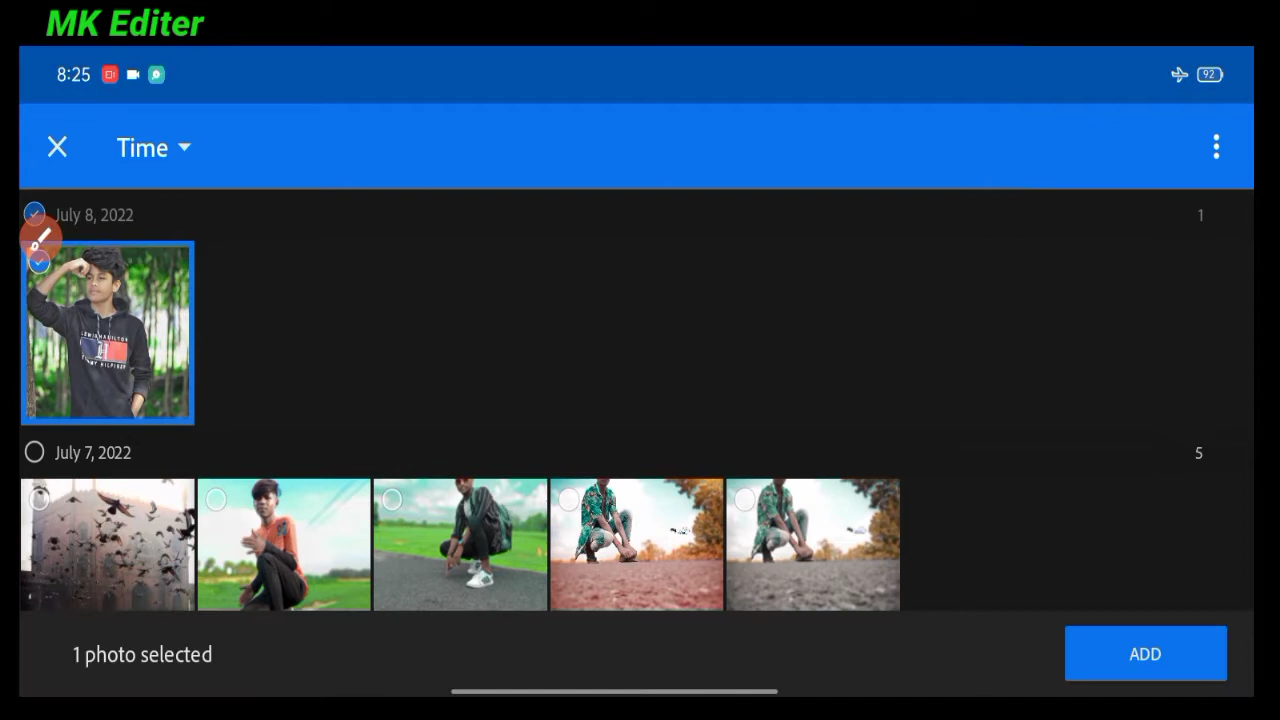 MK Editer
8:25
92
Time
July 8, 2022
1
July 7, 2022
5
1 photo selected
ADD